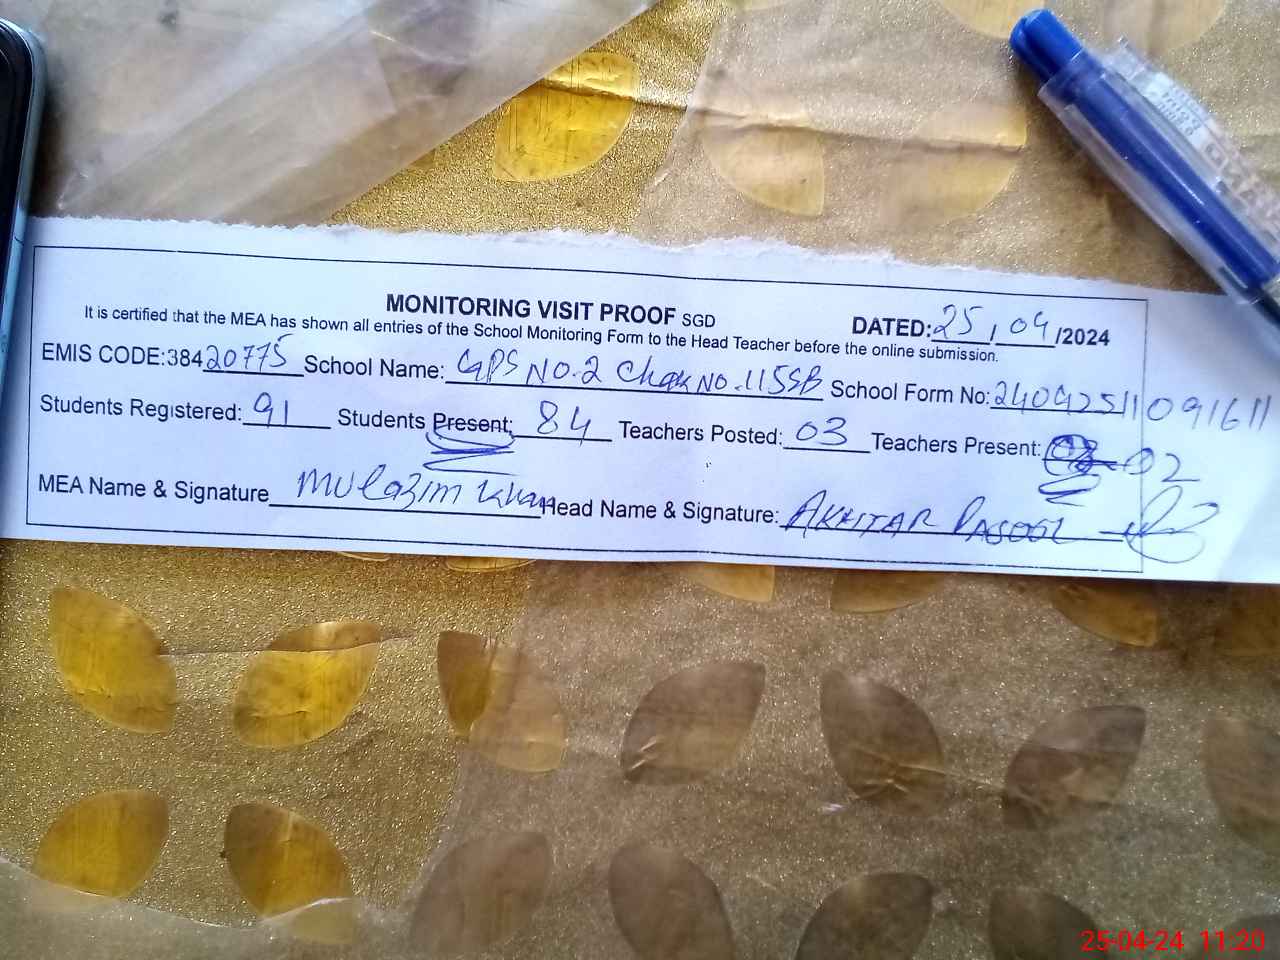 MONITORING VISIT PROOF SGD
DATED: 25/04/2024
It is certified that the MEA has shown all entries of the School Monitoring Form to the Head Teacher before the online submission.
EMIS CODE:38420775 School Name: GPS NO.2 Chak NO.115SB School Form No:24042511091611
Students Registered: 91 Students Present: 84 Teachers Posted: 03 Teachers Present: 02
MEA Name & Signature Mulazim Khan Head Name & Signature: AKHTAR RASOOL
25-04-24 11:20